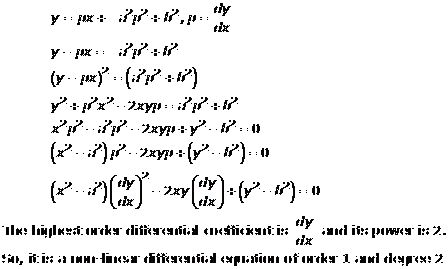 y = px + √a²p² + b², p = dy/dx
y − px = √a²p² + b²
(y − px)² = (a²p² + b²)
y² + p²x² − 2xyp = a²p² + b²
x²p² − a²p² − 2xyp + y² − b² = 0
(x² − a²)p² − 2xyp + (y² − b²) = 0
(x² − a²)(dy/dx)² − 2xy(dy/dx) + (y² − b²) = 0
The highest order differential coefficient is dy/dx and its power is 2.
So, it is a non-linear differential equation of order 1 and degree 2